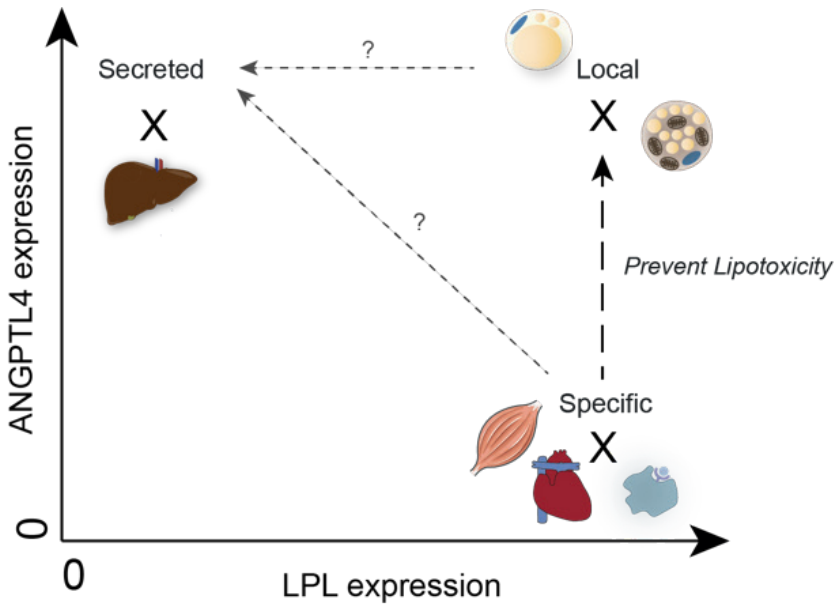 ?
Secreted
Local
X
X
ANGPTL4 expression
?
Prevent Lipotoxicity
Specific
X
0
0
LPL expression